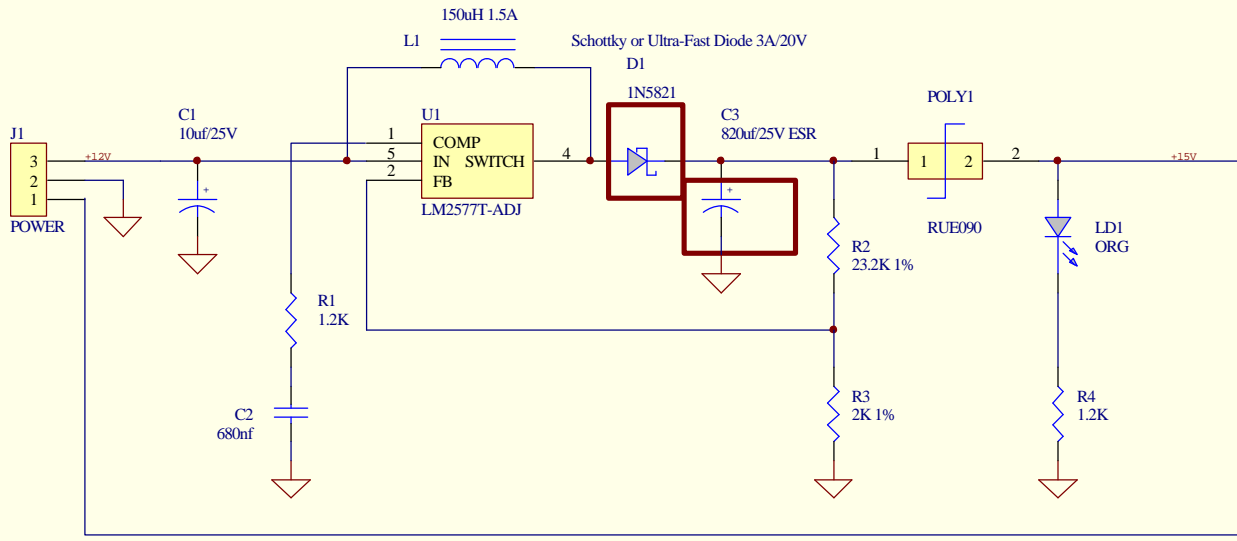 150uH 1.5A
L1
Schottky or Ultra-Fast Diode 3A/20V
D1
1N5821
POLY1
C1
10uf/25V
U1
C3
820uf/25V ESR
J1
3
2
1
POWER
+12V
1
5
2
COMP
IN SWITCH
FB
4
LM2577T-ADJ
+
+
1
1 2
2
+15V
RUE090
LD1
ORG
R2
23.2K 1%
R1
1.2K
R3
2K 1%
R4
1.2K
C2
680nf